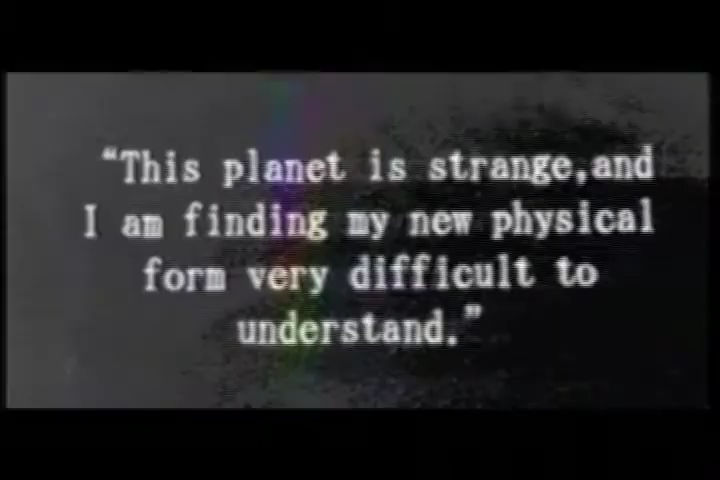 “This planet is strange,and
I am finding my new physical
form very difficult to
understand.”